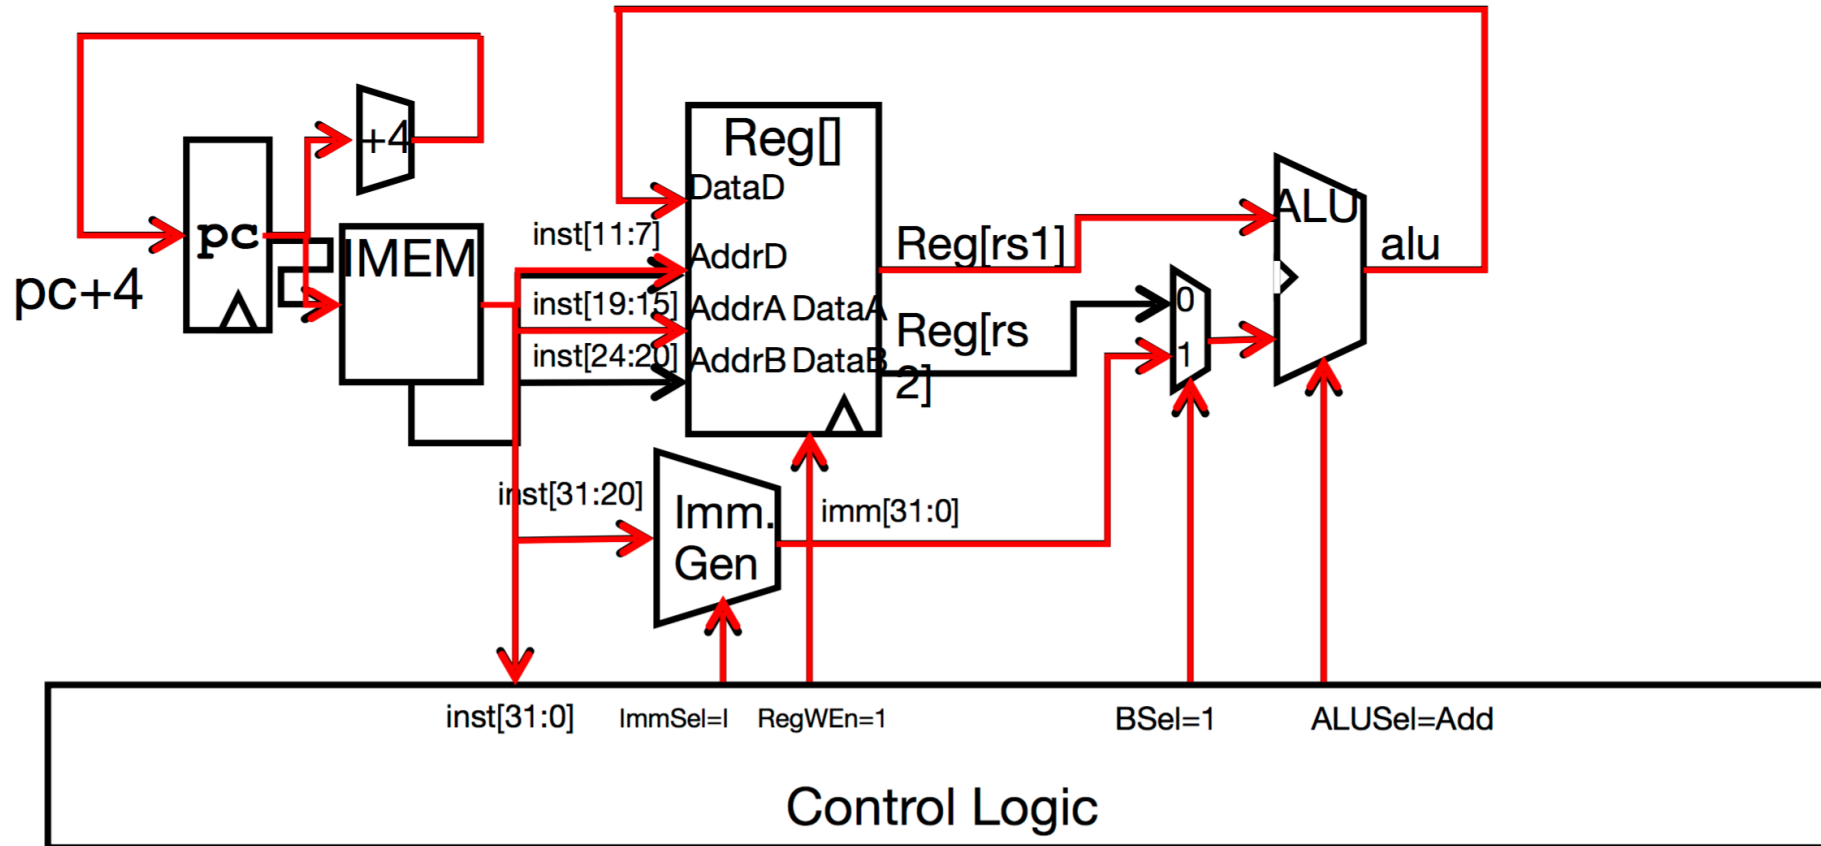 Reg[]
+4
DataD
pc
inst[11:7]
IMEM
AddrD
Reg[rs1]
ALU
alu
pc+4
inst[19:15]
AddrA DataA
0
inst[24:20]
AddrB DataB
Reg[rs
2]
1
inst[31:20]
Imm.
Gen
imm[31:0]
inst[31:0]
ImmSel=I
RegWEn=1
BSel=1
ALUSel=Add
Control Logic